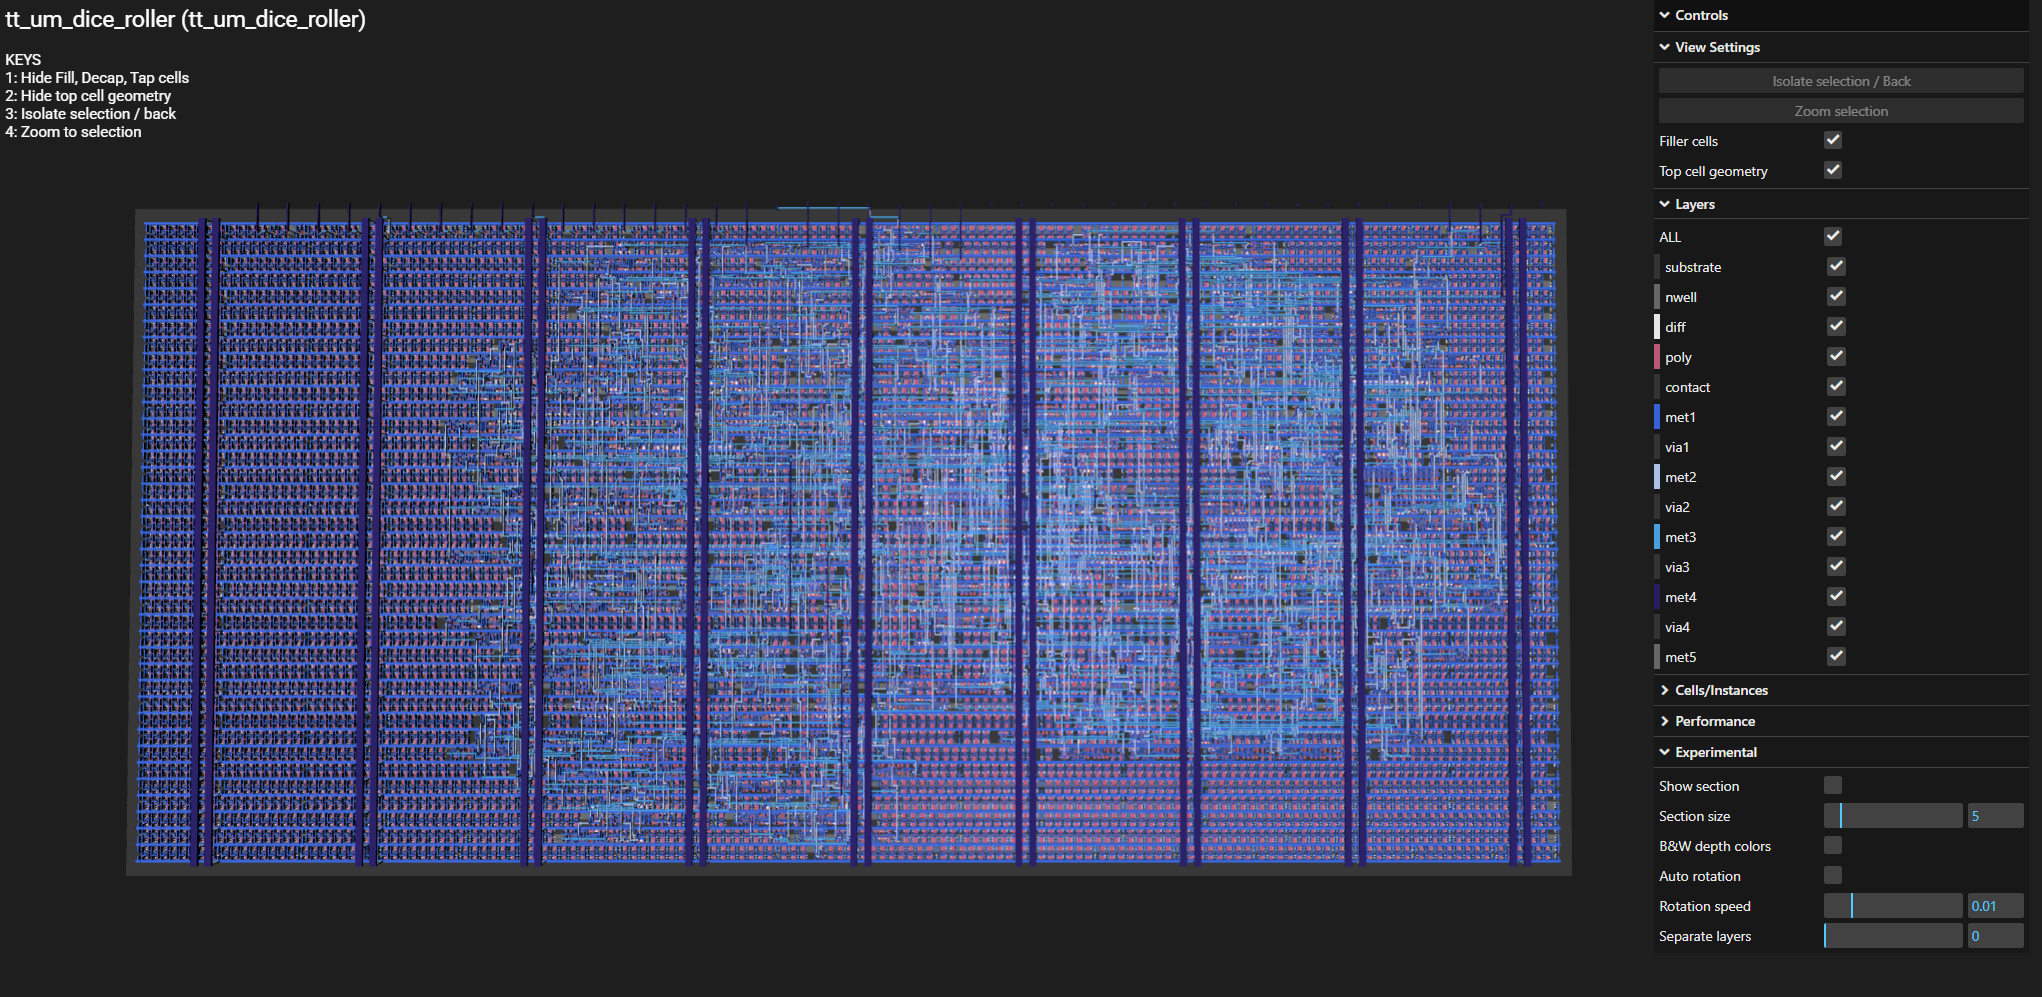 tt_um_dice_roller (tt_um_dice_roller)
KEYS
1: Hide Fill, Decap, Tap cells
2: Hide top cell geometry
3: Isolate selection / back
4: Zoom to selection
Controls
View Settings
Isolate selection / Back
Zoom selection
Filler cells
Top cell geometry
Layers
ALL
substrate
nwell
diff
poly
contact
met1
via1
met2
via2
met3
via3
met4
via4
met5
Cells/Instances
Performance
Experimental
Show section
Section size 5
B&W depth colors
Auto rotation
Rotation speed 0.01
Separate layers 0